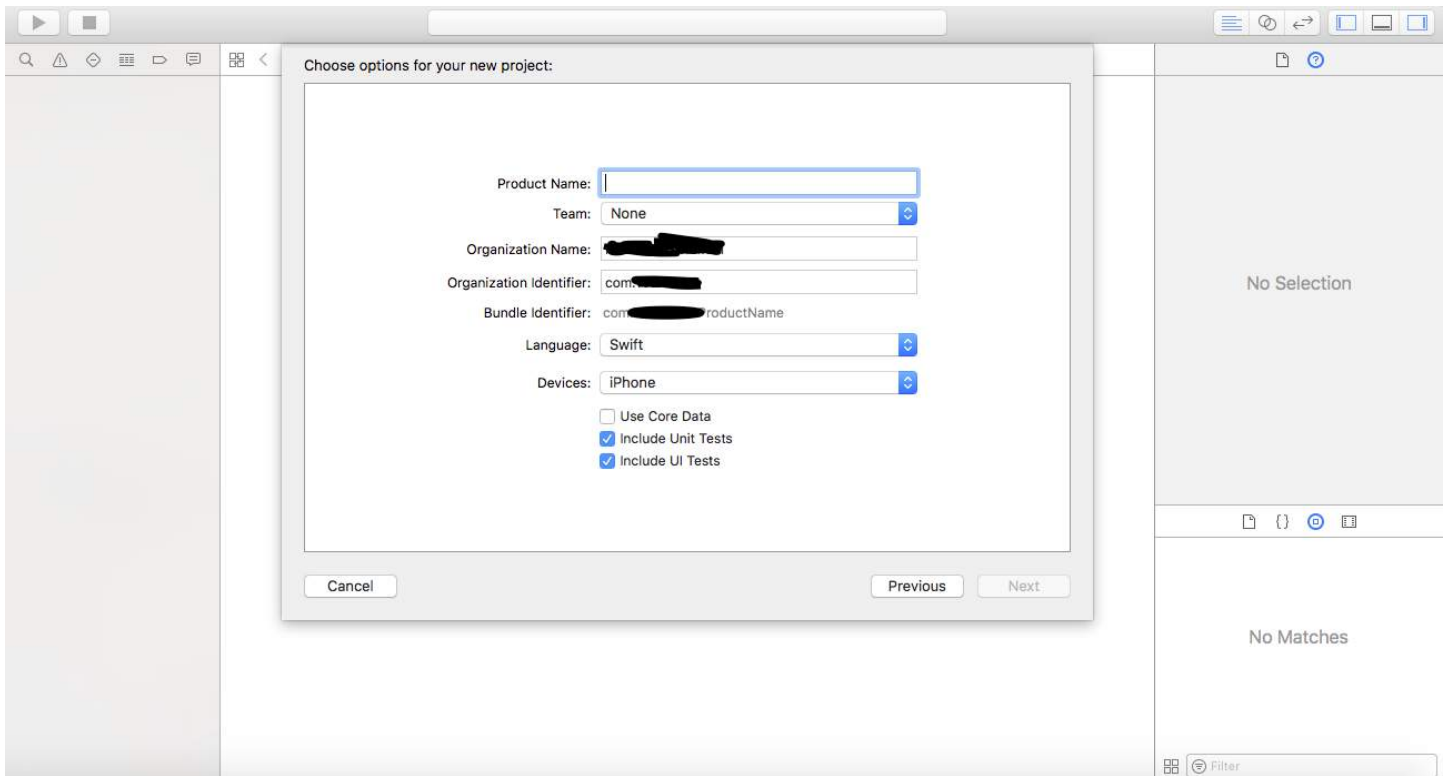 Choose options for your new project:
Product Name:
Team: None
Organization Name:
Organization Identifier: com.
Bundle Identifier: com roductName
Language: Swift
Devices: iPhone
Use Core Data
Include Unit Tests
Include UI Tests
Cancel Previous Next
No Selection
{}
No Matches
Filter